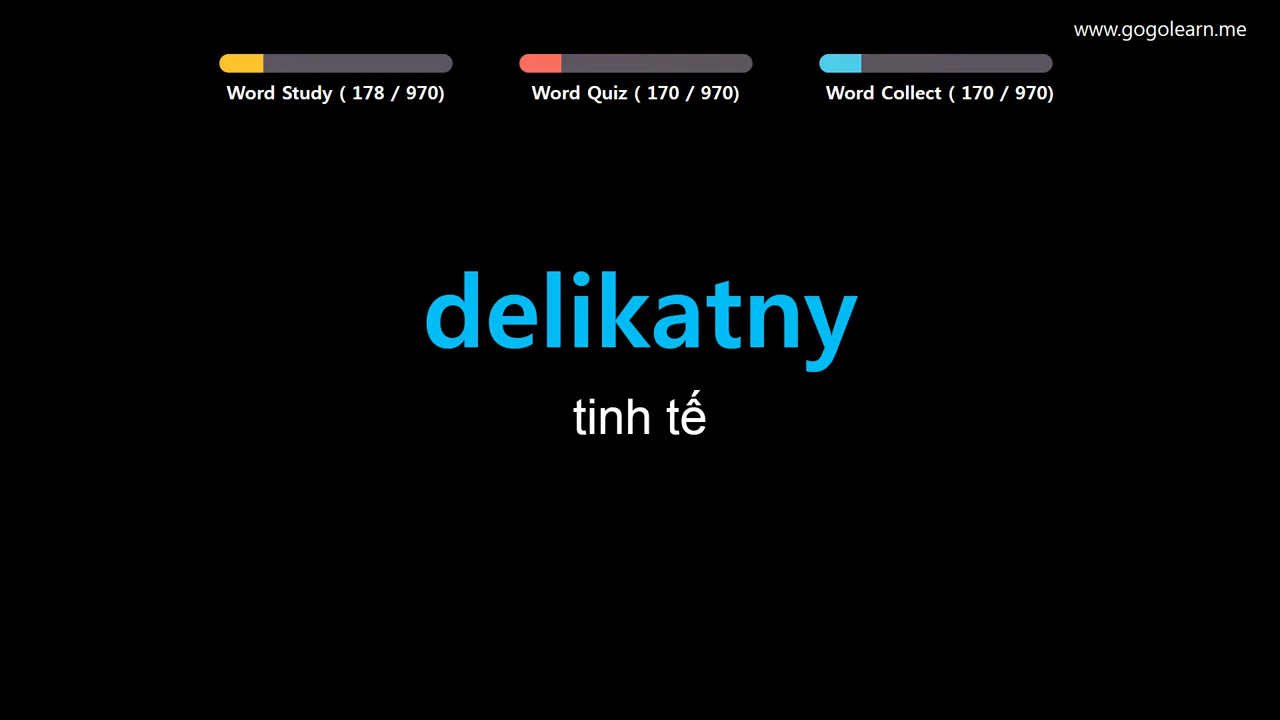 www.gogolearn.me
Word Study ( 178 / 970)
Word Quiz ( 170 / 970)
Word Collect ( 170 / 970)
delikatny
tinh tế